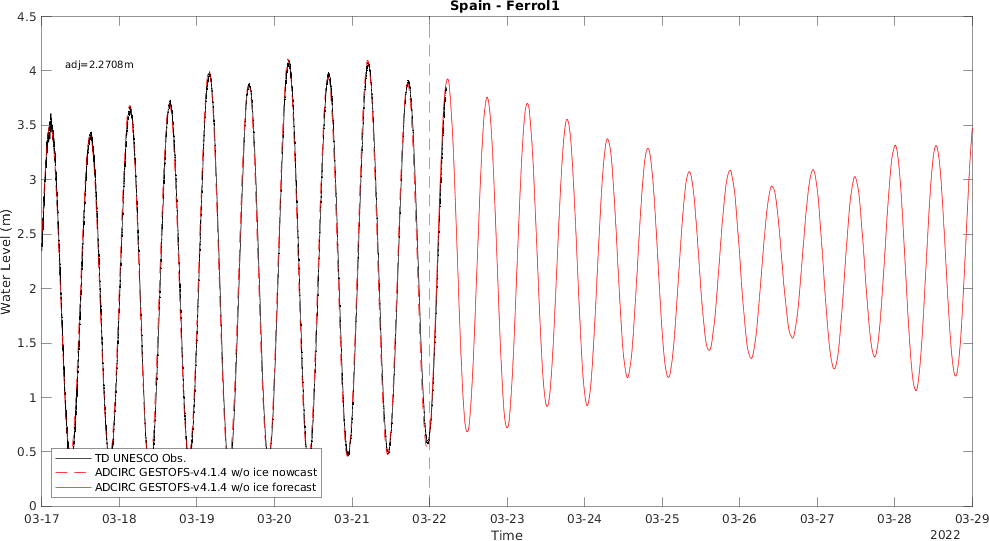 Spain - Ferrol1
4.5
4
3.5
3
2.5
2
1.5
1
0.5
0
Water Level (m)
adj=2.2708m
TD UNESCO Obs.
ADCIRC GESTOFS-v4.1.4 w/o ice nowcast
ADCIRC GESTOFS-v4.1.4 w/o ice forecast
03-17 03-18 03-19 03-20 03-21 03-22 03-23 03-24 03-25 03-26 03-27 03-28 03-29
Time
2022